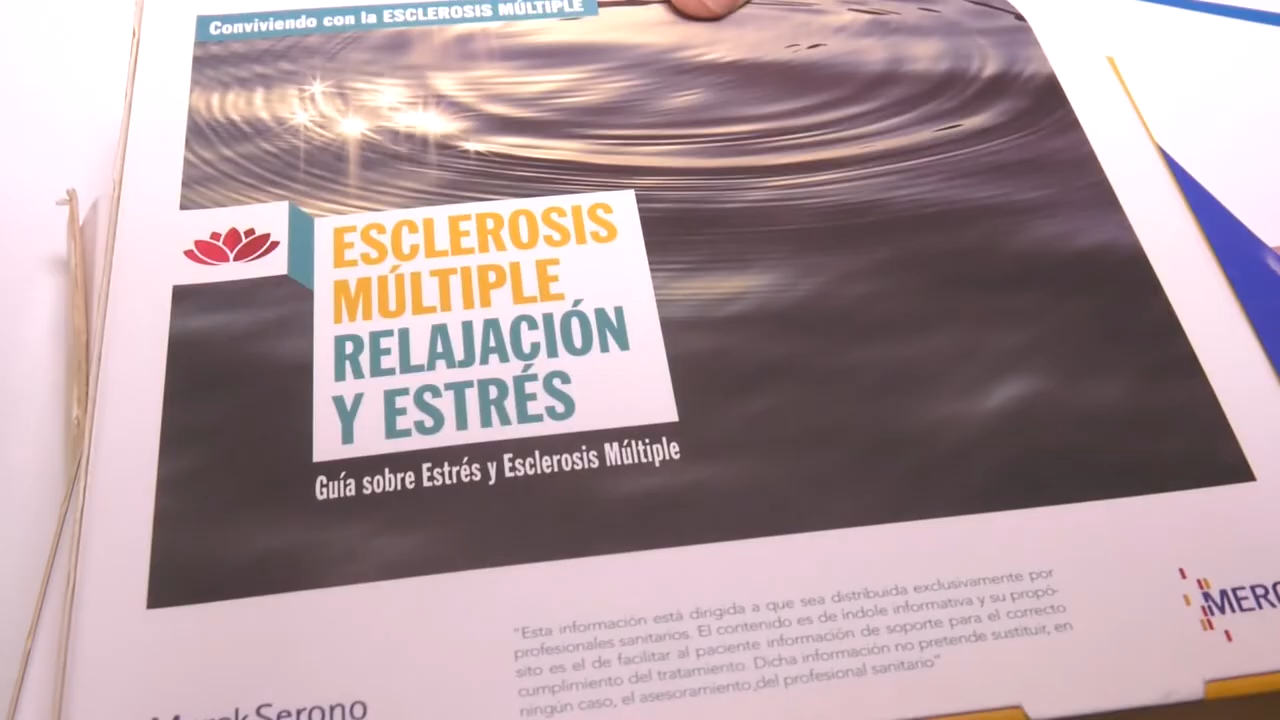 Conviviendo con la ESCLEROSIS MÚLTIPLE
ESCLEROSIS
MÚLTIPLE
RELAJACIÓN
Y ESTRÉS
Guía sobre Estrés y Esclerosis Múltiple
"Esta información está dirigida a que sea distribuida exclusivamente por
profesionales sanitarios. El contenido es de índole informativa y su propó-
sito es el de facilitar al paciente información de soporte para el correcto
cumplimiento del tratamiento. Dicha información no pretende sustituir, en
ningún caso, el asesoramiento del profesional sanitario"
Merck Serono